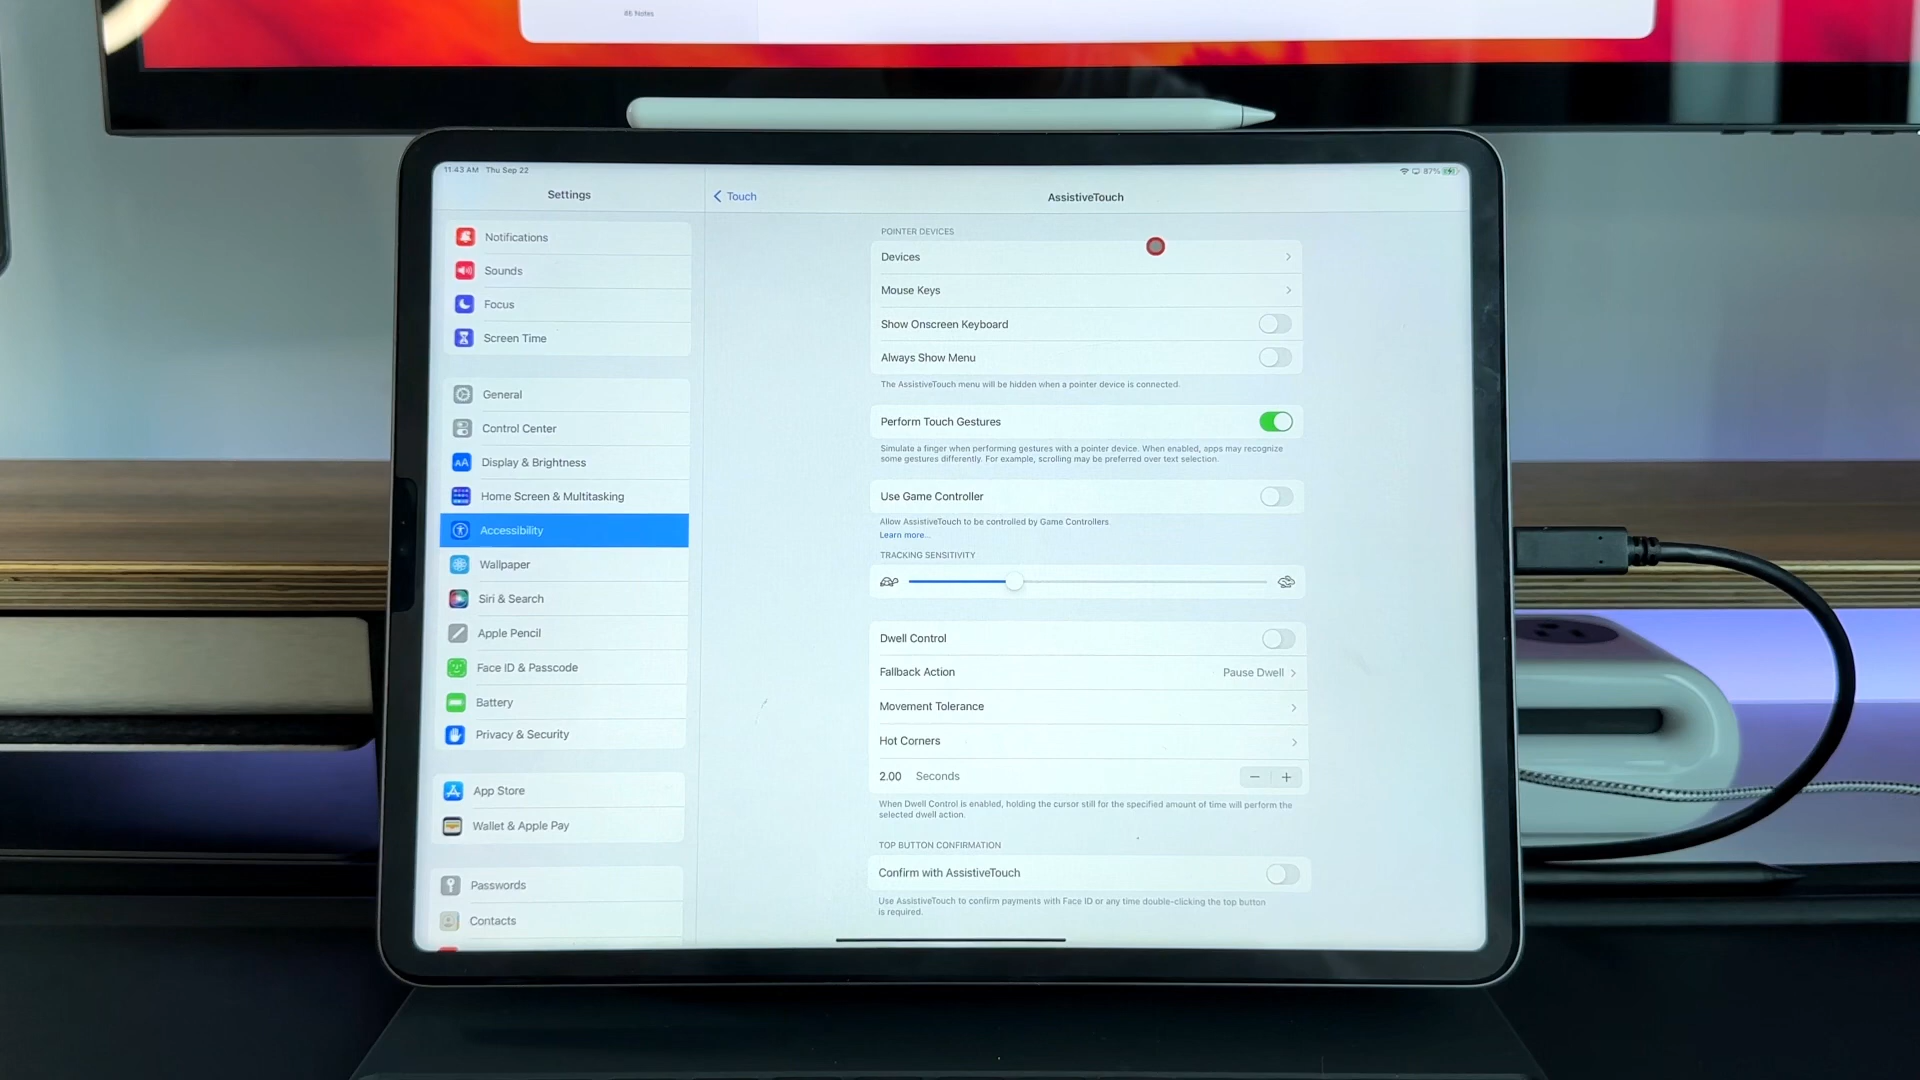 46 Notes
11:43 AM Thu Sep 22
87%
Settings
Touch
AssistiveTouch
Notifications
Sounds
Focus
Screen Time
General
Control Center
Display & Brightness
Home Screen & Multitasking
Accessibility
Wallpaper
Siri & Search
Apple Pencil
Face ID & Passcode
Battery
Privacy & Security
App Store
Wallet & Apple Pay
Passwords
Contacts
POINTER DEVICES
Devices
Mouse Keys
Show Onscreen Keyboard
Always Show Menu
The AssistiveTouch menu will be hidden when a pointer device is connected.
Perform Touch Gestures
Simulate a finger when performing gestures with a pointer device. When enabled, apps may recognize
some gestures differently. For example, scrolling may be preferred over text selection.
Use Game Controller
Allow AssistiveTouch to be controlled by Game Controllers.
Learn more...
TRACKING SENSITIVITY
Dwell Control
Fallback Action Pause Dwell
Movement Tolerance
Hot Corners
2.00 Seconds
When Dwell Control is enabled, holding the cursor still for the specified amount of time will perform the
selected dwell action.
TOP BUTTON CONFIRMATION
Confirm with AssistiveTouch
Use AssistiveTouch to confirm payments with Face ID or any time double-clicking the top button
is required.